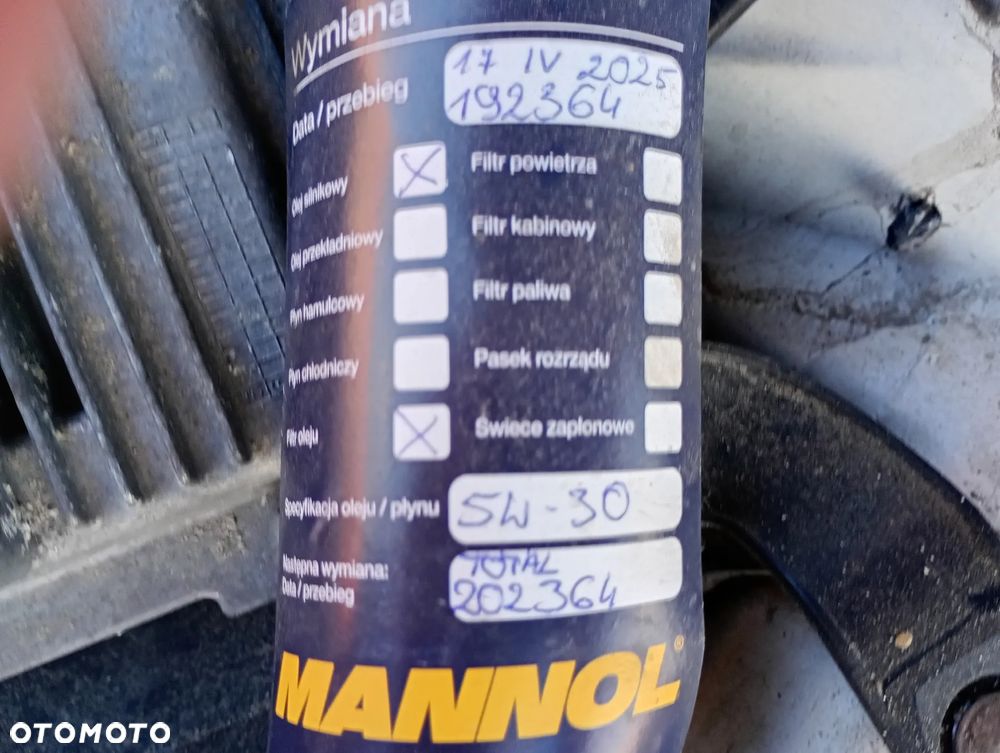 Wymiana
Data / przebieg
17 IV 2025
192364
Olej silnikowy X
Filtr powietrza
Olej przekładniowy
Filtr kabinowy
Płyn hamulcowy
Filtr paliwa
Płyn chłodniczy
Pasek rozrządu
Filtr oleju X
Świece zapłonowe
Specyfikacja oleju / płynu
5W-30
Następna wymiana:
Data / przebieg
TOTAL
202364
MANNOL®
OTOMOTO